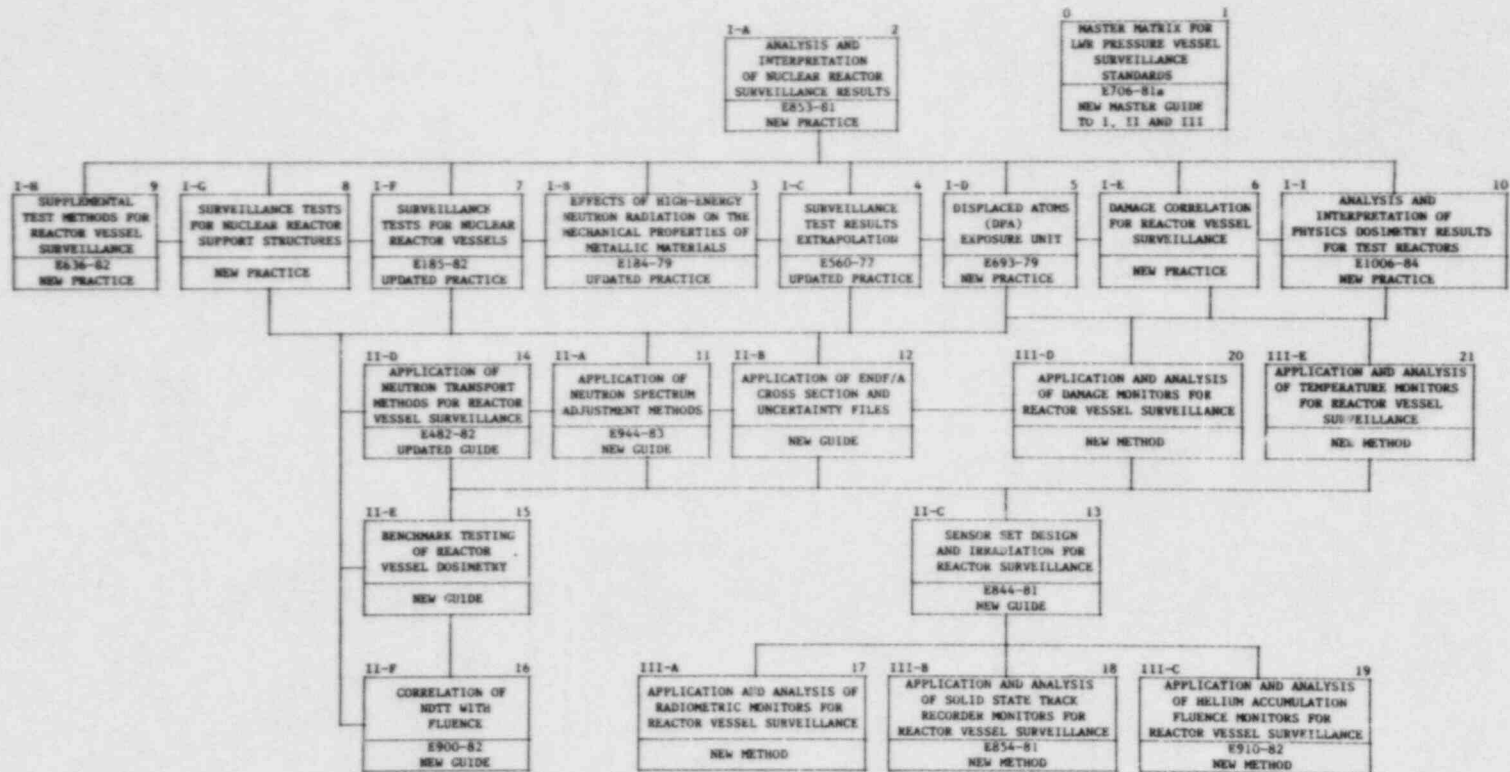 I-A 2
ANALYSIS AND
INTERPRETATION
OF NUCLEAR REACTOR
SURVEILLANCE RESULTS
E853-81
NEW PRACTICE
0 1
MASTER MATRIX FOR
LWR PRESSURE VESSEL
SURVEILLANCE
STANDARDS
E706-81a
NEW MASTER GUIDE
TO I, II AND III
I-H 9
SUPPLEMENTAL
TEST METHODS FOR
REACTOR VESSEL
SURVEILLANCE
E636-82
NEW PRACTICE
I-G 8
SURVEILLANCE TESTS
FOR NUCLEAR REACTOR
SUPPORT STRUCTURES
NEW PRACTICE
I-F 7
SURVEILLANCE
TESTS FOR NUCLEAR
REACTOR VESSELS
E185-82
UPDATED PRACTICE
I-B 3
EFFECTS OF HIGH-ENERGY
NEUTRON RADIATION ON THE
MECHANICAL PROPERTIES OF
METALLIC MATERIALS
E184-79
UPDATED PRACTICE
I-C 4
SURVEILLANCE
TEST RESULTS
EXTRAPOLATION
E560-77
UPDATED PRACTICE
I-D 5
DISPLACED ATOMS
(DPA)
EXPOSURE UNIT
E693-79
NEW PRACTICE
I-E 6
DAMAGE CORRELATION
FOR REACTOR VESSEL
SURVEILLANCE
NEW PRACTICE
I-I 10
ANALYSIS AND
INTERPRETATION OF
PHYSICS DOSIMETRY RESULTS
FOR TEST REACTORS
E1006-84
NEW PRACTICE
II-D 14
APPLICATION OF
NEUTRON TRANSPORT
METHODS FOR REACTOR
VESSEL SURVEILLANCE
E482-82
UPDATED GUIDE
II-A 11
APPLICATION OF
NEUTRON SPECTRUM
ADJUSTMENT METHODS
E944-83
NEW GUIDE
II-B 12
APPLICATION OF ENDF/A
CROSS SECTION AND
UNCERTAINTY FILES
NEW GUIDE
III-D 20
APPLICATION AND ANALYSIS
OF DAMAGE MONITORS FOR
REACTOR VESSEL SURVEILLANCE
NEW METHOD
III-E 21
APPLICATION AND ANALYSIS
OF TEMPERATURE MONITORS
FOR REACTOR VESSEL
SURVEILLANCE
NEW METHOD
II-E 15
BENCHMARK TESTING
OF REACTOR
VESSEL DOSIMETRY
NEW GUIDE
II-C 13
SENSOR SET DESIGN
AND IRRADIATION FOR
REACTOR SURVEILLANCE
E844-81
NEW GUIDE
II-F 16
CORRELATION OF
NDTT WITH
FLUENCE
E900-82
NEW GUIDE
III-A 17
APPLICATION AND ANALYSIS OF
RADIOMETRIC MONITORS FOR
REACTOR VESSEL SURVEILLANCE
NEW METHOD
III-B 18
APPLICATION AND ANALYSIS
OF SOLID STATE TRACK
RECORDER MONITORS FOR
REACTOR VESSEL SURVEILLANCE
E854-81
NEW METHOD
III-C 19
APPLICATION AND ANALYSIS
OF HELIUM ACCUMULATION
FLUENCE MONITORS FOR
REACTOR VESSEL SURVEILLANCE
E910-82
NEW METHOD